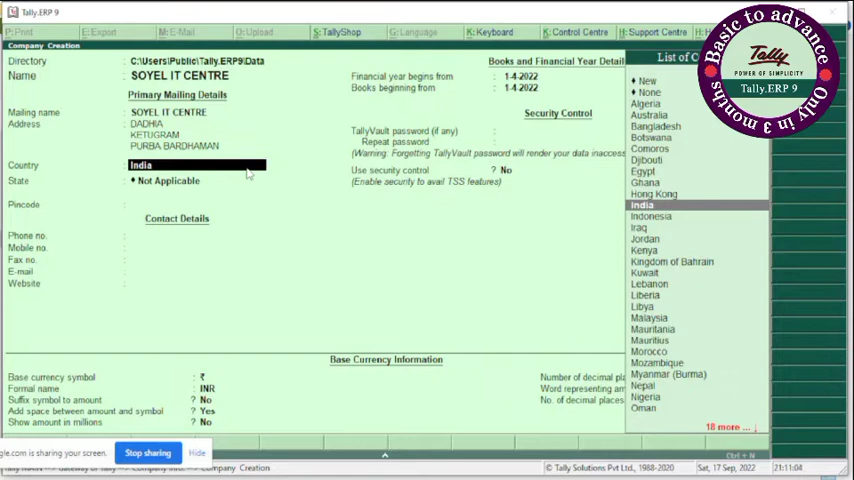 Tally.ERP 9
P:Print E:Export M:E-Mail O:Upload S:TallyShop G:Language K:Keyboard K:Control Centre H:Support Centre H:H
Company Creation
Directory : C:\Users\Public\Tally.ERP9\Data
Name : SOYEL IT CENTRE
Primary Mailing Details
Mailing name : SOYEL IT CENTRE
Address : DADHIA
KETUGRAM
PURBA BARDHAMAN
Country : India
State : ♦ Not Applicable
Pincode :
Contact Details
Phone no. :
Mobile no. :
Fax no. :
E-mail :
Website :
Books and Financial Year Detail
Financial year begins from : 1-4-2022
Books beginning from : 1-4-2022
Security Control
TallyVault password (if any) :
Repeat password :
(Warning: Forgetting TallyVault password will render your data inaccess
Use security control ? No
(Enable security to avail TSS features)
List of C
♦ New
♦ None
Algeria
Australia
Bangladesh
Botswana
Comoros
Djibouti
Egypt
Ghana
Hong Kong
India
Indonesia
Iraq
Jordan
Kenya
Kingdom of Bahrain
Kuwait
Lebanon
Liberia
Libya
Malaysia
Mauritania
Mauritius
Morocco
Mozambique
Myanmar (Burma)
Nepal
Nigeria
Oman
18 more ... ↓
Basic to advance
Tally
POWER OF SIMPLICITY
Tally.ERP 9
Only in 3 months
Base Currency Information
Base currency symbol : ₹
Formal name : INR
Suffix symbol to amount ? No
Add space between amount and symbol ? Yes
Show amount in millions ? No
Number of decimal pla
Word representing am
No. of decimal places
gle.com is sharing your screen. Stop sharing Hide
Ctrl + N
Company Creation © Tally Solutions Pvt Ltd., 1988-2020 Sat, 17 Sep, 2022 21:11:04